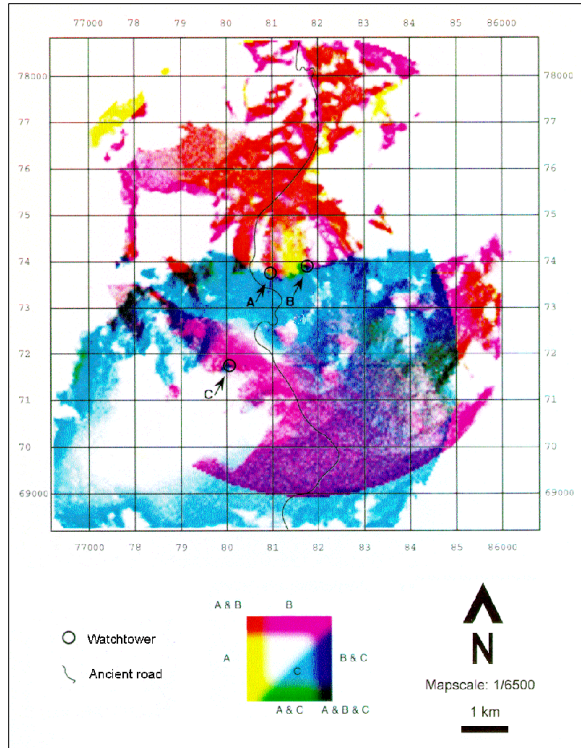 77000 78 79 80 81 82 83 84 85 86000
78000 78000
77 77
76 76
75 75
74 74
A B
73 73
72 72
C
71 71
70 70
69000 69000
77000 78 79 80 81 82 83 84 85 86000
A & B B
Watchtower
A C B & C
Ancient road
A & C A & B & C
N
Mapscale: 1/6500
1 km